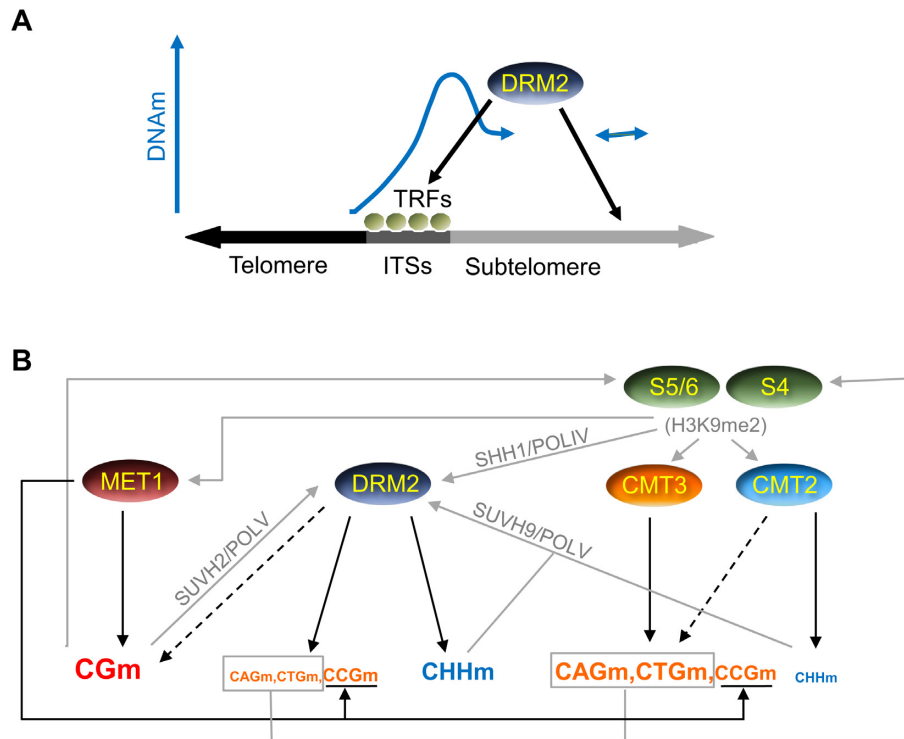 A
DNAm
DRM2
TRFs
Telomere
ITSs
Subtelomere
B
S5/6
S4
(H3K9me2)
SHH1/POLIV
MET1
DRM2
CMT3
CMT2
SUVH2/POLV
SUVH9/POLV
CGm
CAGm,CTGm,CCGm
CHHm
CAGm,CTGm,CCGm
CHHm